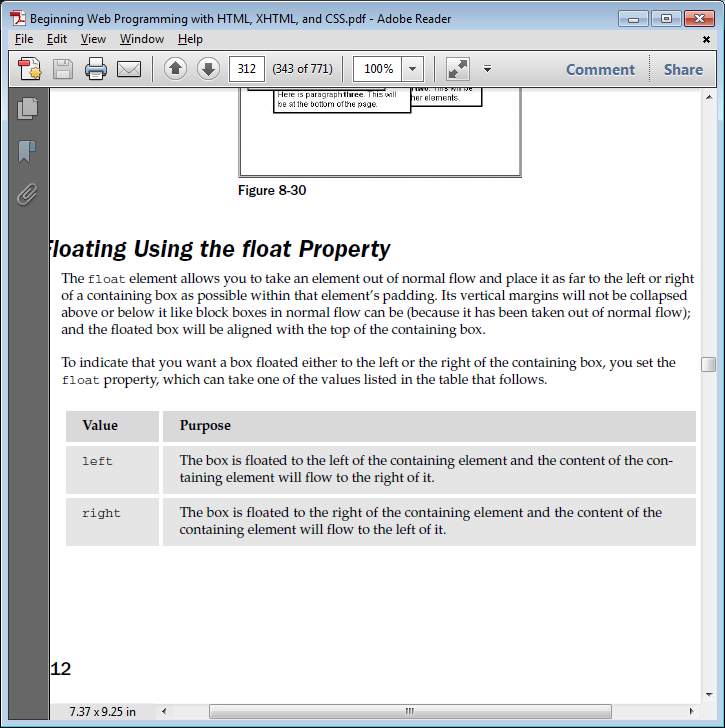 Beginning Web Programming with HTML, XHTML, and CSS.pdf - Adobe Reader
File Edit View Window Help
312 (343 of 771) 100% Comment Share
Here is paragraph three. This will
be at the bottom of the page.
two. This will be
her elements.
Figure 8-30
Floating Using the float Property
The float element allows you to take an element out of normal flow and place it as far to the left or right
of a containing box as possible within that element's padding. Its vertical margins will not be collapsed
above or below it like block boxes in normal flow can be (because it has been taken out of normal flow);
and the floated box will be aligned with the top of the containing box.
To indicate that you want a box floated either to the left or the right of the containing box, you set the
float property, which can take one of the values listed in the table that follows.
Value Purpose
left The box is floated to the left of the containing element and the content of the con-
taining element will flow to the right of it.
right The box is floated to the right of the containing element and the content of the
containing element will flow to the left of it.
12
7.37 x 9.25 in